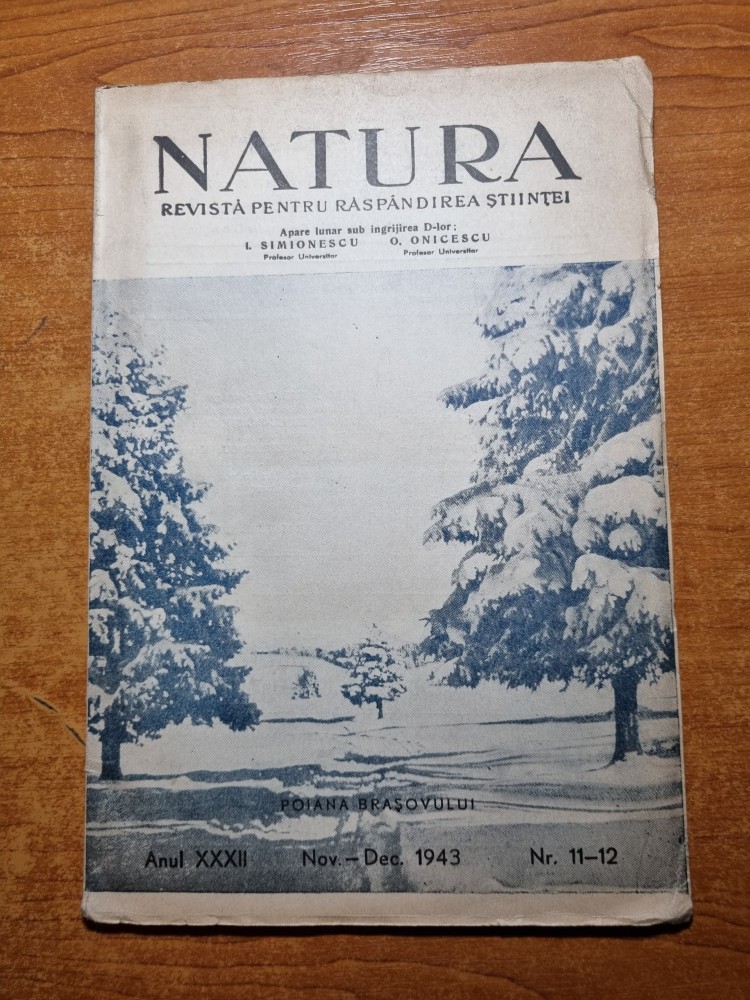 NATURA
REVISTĂ PENTRU RĂSPÂNDIREA ŞTIINŢEI
Apare lunar sub îngrijirea D-lor:
I. SIMIONESCU O. ONICESCU
Profesor Universitar Profesor Universitar
POIANA BRAŞOVULUI
Anul XXXII Nov.–Dec. 1943 Nr. 11–12